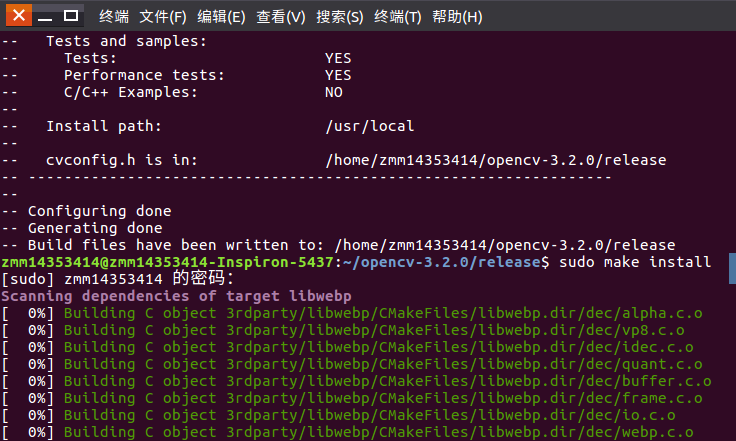 终端 文件(F) 编辑(E) 查看(V) 搜索(S) 终端(T) 帮助(H)
--   Tests and samples:
--     Tests:                       YES
--     Performance tests:           YES
--     C/C++ Examples:              NO
--
--   Install path:                  /usr/local
--
--   cvconfig.h is in:              /home/zmm14353414/opencv-3.2.0/release
-- -----------------------------------------------------------------
--
-- Configuring done
-- Generating done
-- Build files have been written to: /home/zmm14353414/opencv-3.2.0/release
zmm14353414@zmm14353414-Inspiron-5437:~/opencv-3.2.0/release$ sudo make install
[sudo] zmm14353414 的密码：
Scanning dependencies of target libwebp
[  0%] Building C object 3rdparty/libwebp/CMakeFiles/libwebp.dir/dec/alpha.c.o
[  0%] Building C object 3rdparty/libwebp/CMakeFiles/libwebp.dir/dec/vp8.c.o
[  0%] Building C object 3rdparty/libwebp/CMakeFiles/libwebp.dir/dec/idec.c.o
[  0%] Building C object 3rdparty/libwebp/CMakeFiles/libwebp.dir/dec/quant.c.o
[  0%] Building C object 3rdparty/libwebp/CMakeFiles/libwebp.dir/dec/buffer.c.o
[  0%] Building C object 3rdparty/libwebp/CMakeFiles/libwebp.dir/dec/frame.c.o
[  0%] Building C object 3rdparty/libwebp/CMakeFiles/libwebp.dir/dec/io.c.o
[  0%] Building C object 3rdparty/libwebp/CMakeFiles/libwebp.dir/dec/webp.c.o